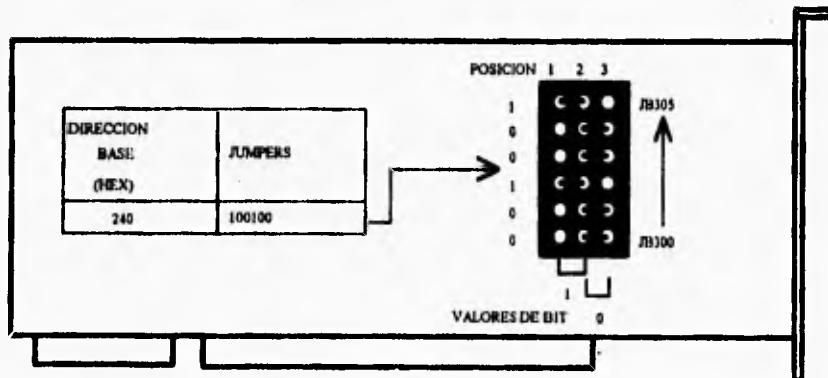 POSICION 1 2 3
DIRECCION
BASE
(HEX)
JUMPERS
240
100100
1
0
0
1
0
0
JB305
JB300
1
VALORES DE BIT 0